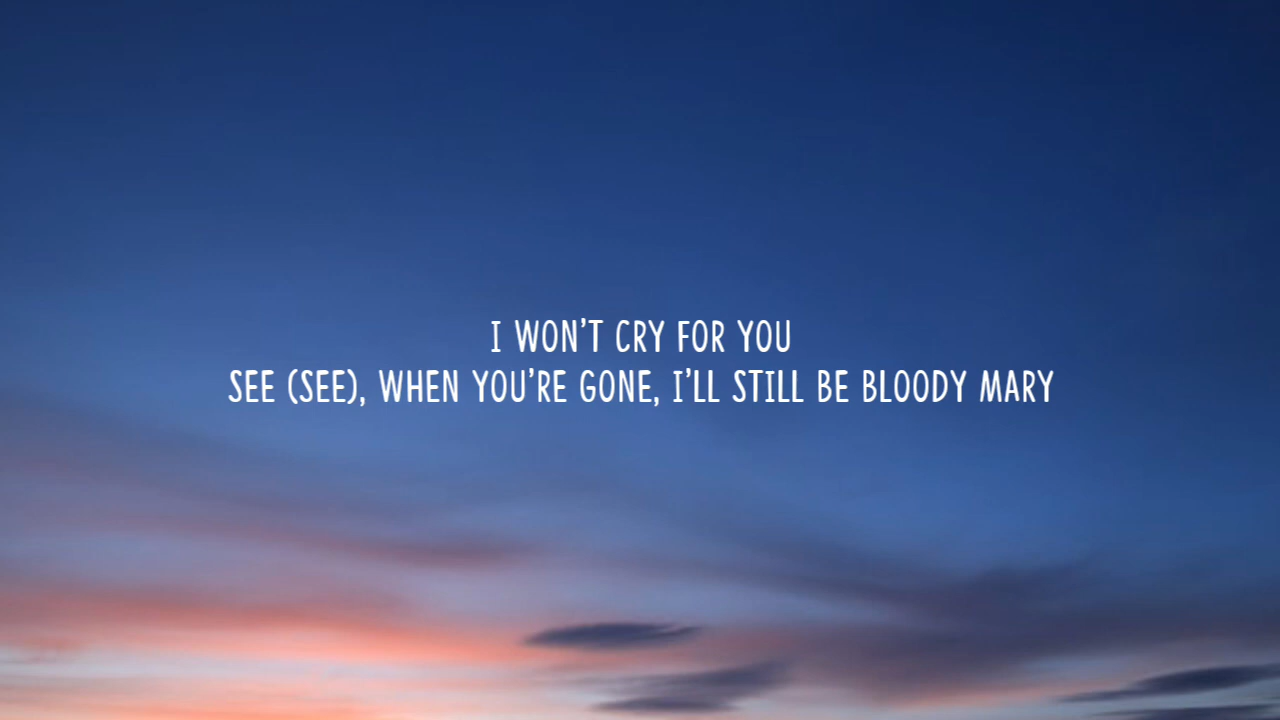 I WON’T CRY FOR YOU
SEE (SEE), WHEN YOU’RE GONE, I’LL STILL BE BLOODY MARY